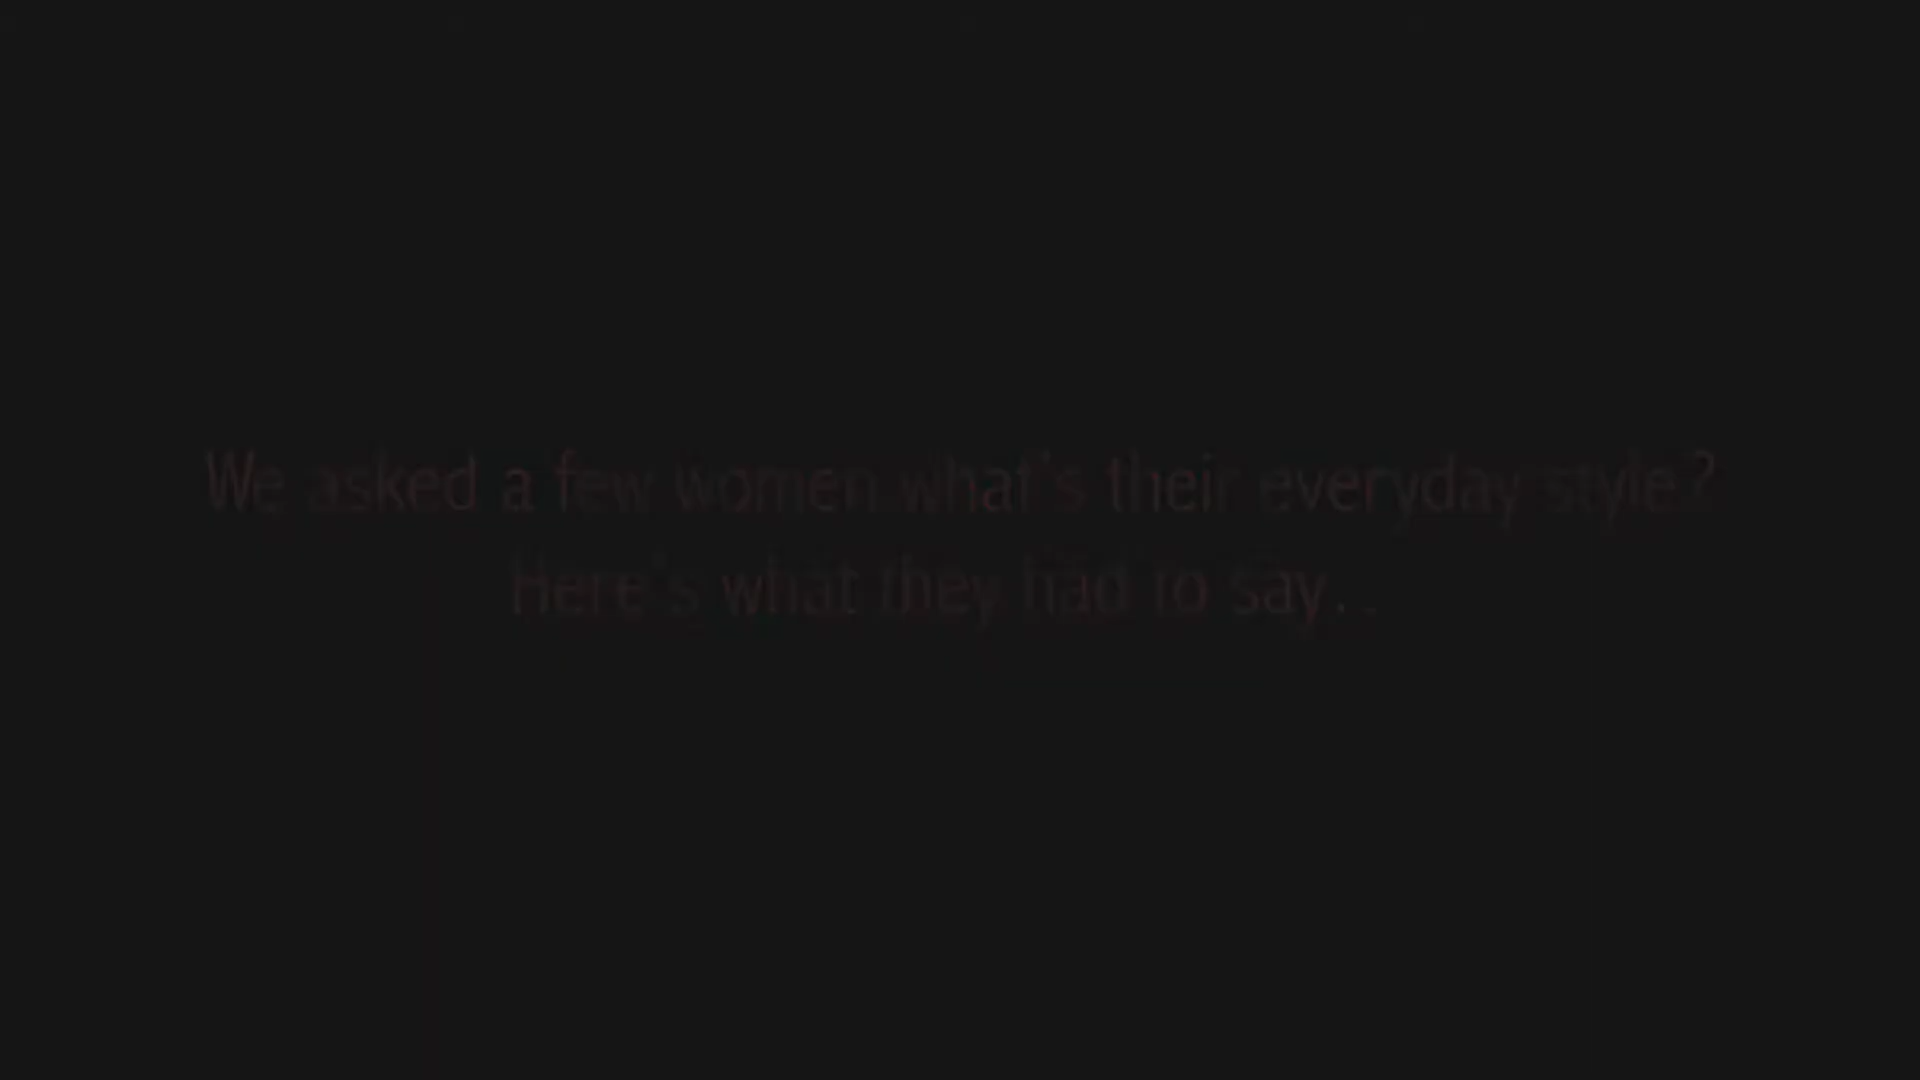 We asked a few women what's their everyday style?
Here's what they had to say..